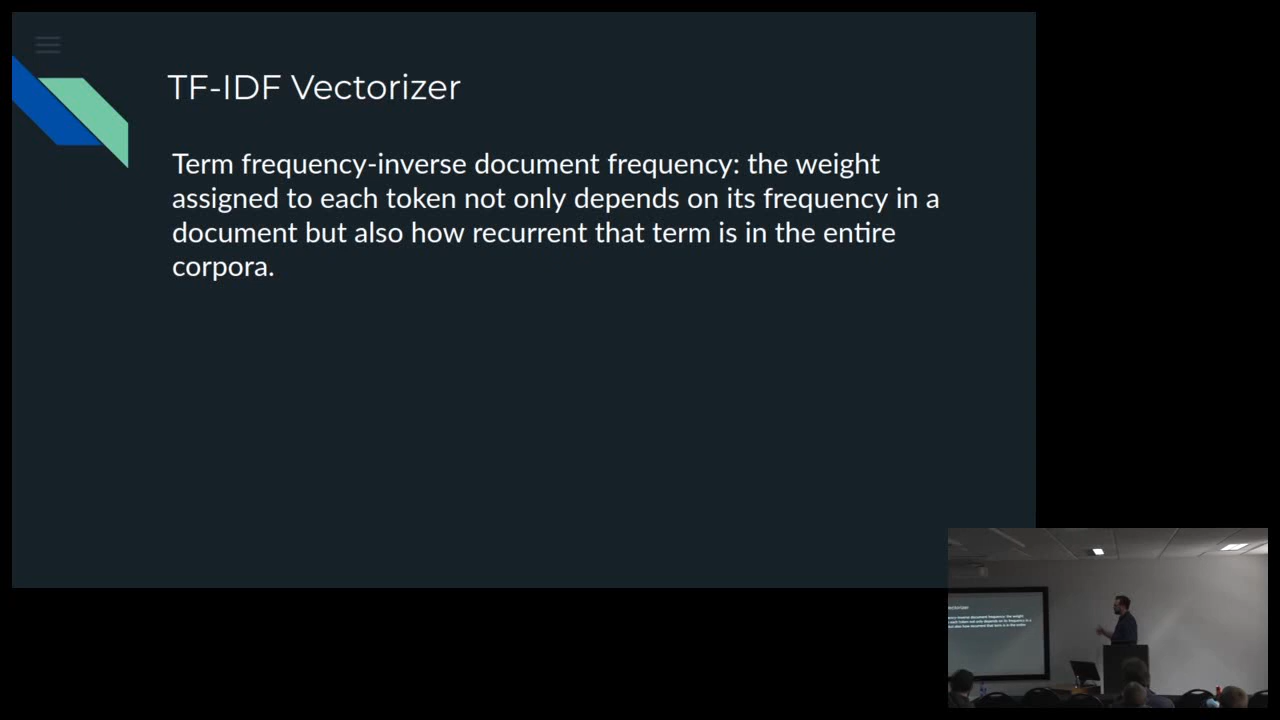 TF-IDF Vectorizer
Term frequency-inverse document frequency: the weight
assigned to each token not only depends on its frequency in a
document but also how recurrent that term is in the entire
corpora.